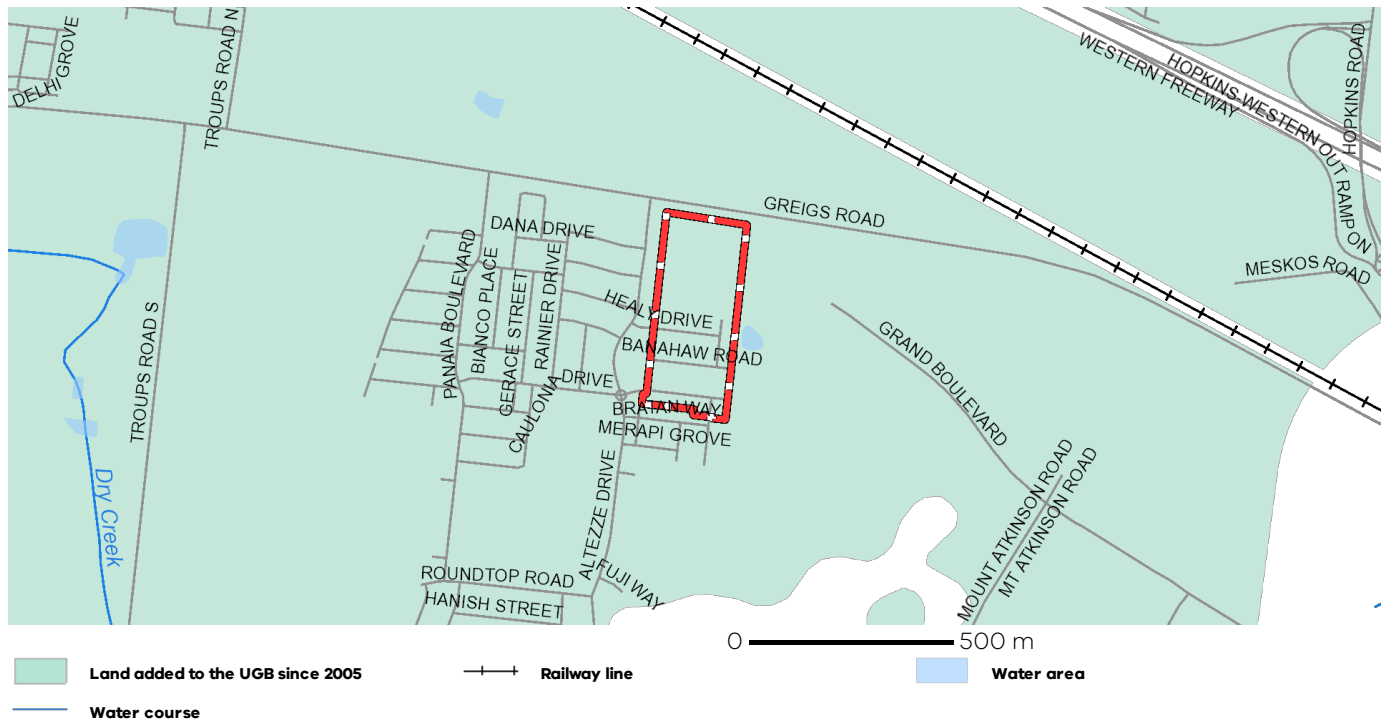 DELHI GROVE
TROUPS ROAD N
WESTERN FREEWAY
HOPKINS-WESTERN OUT RAMP ON
HOPKINS ROAD
GREIGS ROAD
DANA DRIVE
MESKOS ROAD
PANAIA BOULEVARD
BIANCO PLACE
GERACE STREET
RAINIER DRIVE
HEALY DRIVE
BANAHAW ROAD
GRAND BOULEVARD
TROUPS ROAD S
CAULONIA DRIVE
BRATAN WAY
MERAPI GROVE
Dry Creek
ALTEZZE DRIVE
MOUNT ATKINSON ROAD
MT ATKINSON ROAD
ROUNDTOP ROAD
FUJI WAY
HANISH STREET
0 500 m
Land added to the UGB since 2005
Railway line
Water area
Water course